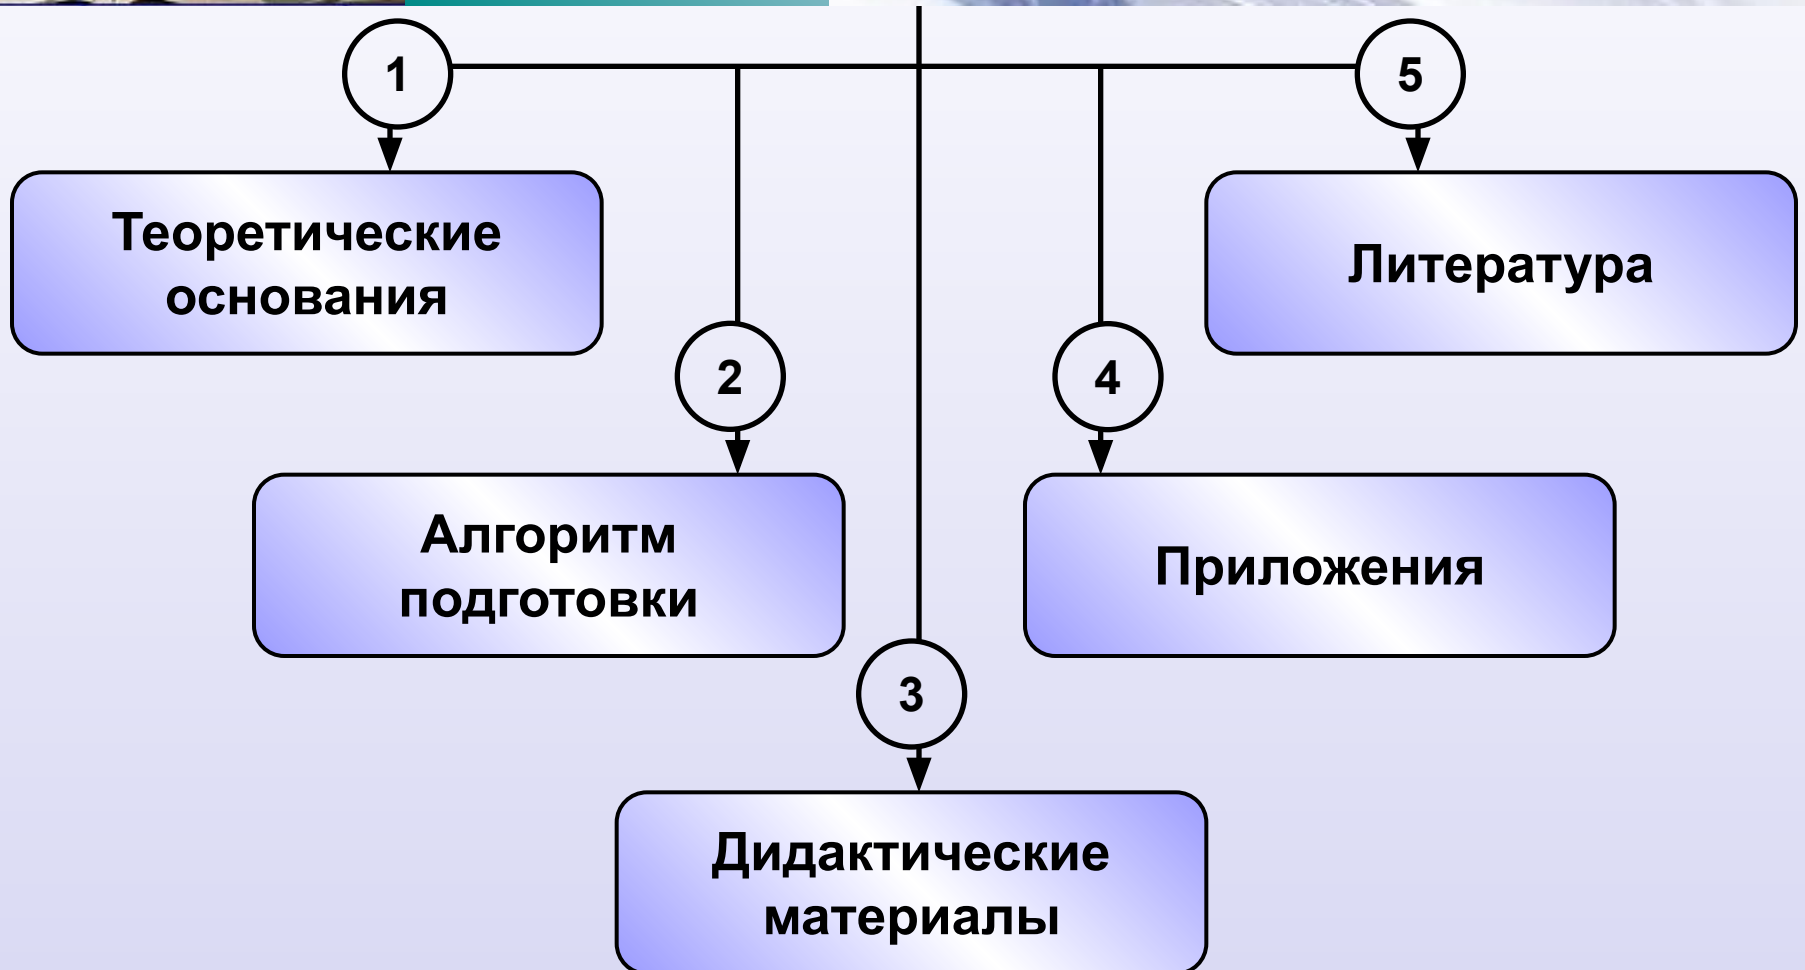 1
Теоретические
основания
2
Алгоритм
подготовки
3
Дидактические
материалы
4
Приложения
5
Литература